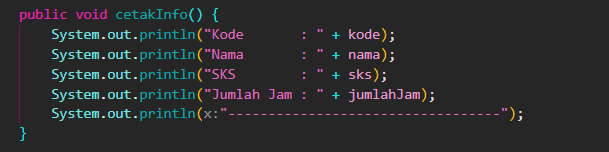 public void cetakInfo() {
    System.out.println("Kode       : " + kode);
    System.out.println("Nama       : " + nama);
    System.out.println("SKS        : " + sks);
    System.out.println("Jumlah Jam : " + jumlahJam);
    System.out.println(x:"----------------------------------");
}